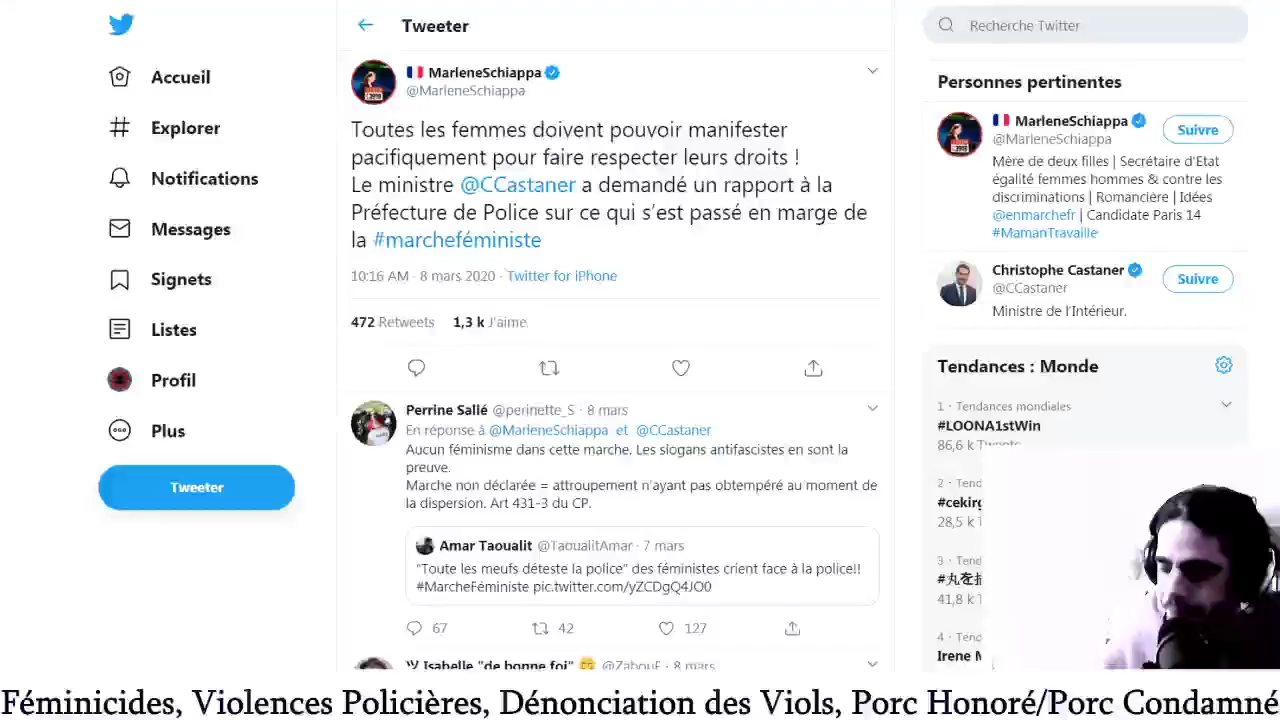 Accueil
Explorer
Notifications
Messages
Signets
Listes
Profil
Plus
Tweeter
Tweeter
MarleneSchiappa
@MarleneSchiappa
Toutes les femmes doivent pouvoir manifester
pacifiquement pour faire respecter leurs droits !
Le ministre @CCastaner a demandé un rapport à la
Préfecture de Police sur ce qui s'est passé en marge de
la #marcheféministe
10:16 AM · 8 mars 2020 · Twitter for iPhone
472 Retweets 1,3 k J'aime
Perrine Salié @perinette_S · 8 mars
En réponse à @MarleneSchiappa et @CCastaner
Aucun féminisme dans cette marche. Les slogans antifascistes en sont la
preuve.
Marche non déclarée = attroupement n'ayant pas obtempéré au moment de
la dispersion. Art 431-3 du CP.
Amar Taoualit @TaoualitAmar · 7 mars
"Toute les meufs déteste la police" des féministes crient face à la police!!
#MarcheFéministe pic.twitter.com/yZCDgQ4JO0
67 42 127
ツ Isabelle "de bonne foi" @ZabouF · 8 mars
Recherche Twitter
Personnes pertinentes
MarleneSchiappa
@MarleneSchiappa
Suivre
Mère de deux filles | Secrétaire d'Etat
égalité femmes hommes & contre les
discriminations | Romancière | Idées
@enmarchefr | Candidate Paris 14
#MamanTravaille
Christophe Castaner
@CCastaner
Suivre
Ministre de l'Intérieur.
Tendances : Monde
1 · Tendances mondiales
#LOONA1stWin
86,6 k Tweets
2 · Tend
#cekirg
28,5 k T
3 · Tend
41,8 k T
4 · Tend
Irene M
Féminicides, Violences Policières, Dénonciation des Viols, Porc Honoré/Porc Condamné